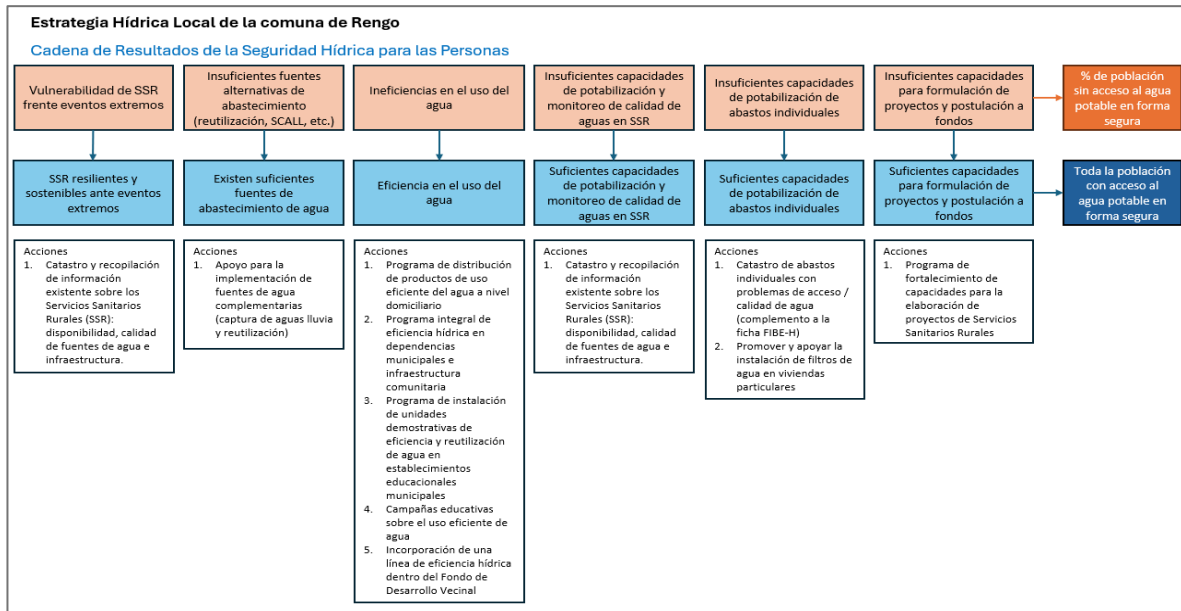 Estrategia Hídrica Local de la comuna de Rengo
Cadena de Resultados de la Seguridad Hídrica para las Personas
Vulnerabilidad de SSR
frente eventos extremos
Insuficientes fuentes
alternativas de
abastecimiento
(reutilización, SCALL, etc.)
Ineficiencias en el uso del
agua
Insuficientes capacidades
de potabilización y
monitoreo de calidad de
aguas en SSR
Insuficientes capacidades
de potabilización de
abastos individuales
Insuficientes capacidades
para formulación de
proyectos y postulación a
fondos
% de población
sin acceso al agua
potable en forma
segura
SSR resilientes y
sostenibles ante eventos
extremos
Existen suficientes
fuentes de
abastecimiento de agua
Eficiencia en el uso del
agua
Suficientes capacidades
de potabilización y
monitoreo de calidad de
aguas en SSR
Suficientes capacidades
de potabilización de
abastos individuales
Suficientes capacidades
para formulación de
proyectos y postulación a
fondos
Toda la población
con acceso al
agua potable en
forma segura
Acciones
1. Catastro y recopilación
de información
existente sobre los
Servicios Sanitarios
Rurales (SSR):
disponibilidad, calidad
de fuentes de agua e
infraestructura.
Acciones
1. Apoyo para la
implementación de
fuentes de agua
complementarias
(captura de aguas lluvia
y reutilización)
Acciones
1. Programa de distribución
de productos de uso
eficiente del agua a nivel
domiciliario
2. Programa integral de
eficiencia hídrica en
dependencias
municipales e
infraestructura
comunitaria
3. Programa de instalación
de unidades
demostrativas de
eficiencia y reutilización
de agua en
establecimientos
educacionales
municipales
4. Campañas educativas
sobre el uso eficiente de
agua
5. Incorporación de una
línea de eficiencia hídrica
dentro del Fondo de
Desarrollo Vecinal
Acciones
1. Catastro y recopilación
de información
existente sobre los
Servicios Sanitarios
Rurales (SSR):
disponibilidad, calidad
de fuentes de agua e
infraestructura.
Acciones
1. Catastro de abastos
individuales con
problemas de acceso /
calidad de agua
(complemento a la
ficha FIBE-H)
2. Promover y apoyar la
instalación de filtros de
agua en viviendas
particulares
Acciones
1. Programa de
fortalecimiento de
capacidades para la
elaboración de
proyectos de Servicios
Sanitarios Rurales